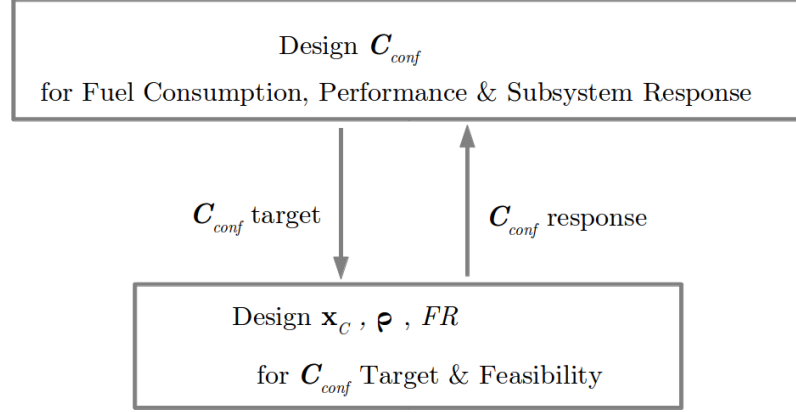 Design C_conf
for Fuel Consumption, Performance & Subsystem Response
C_conf target
C_conf response
Design x_C , ρ , FR
for C_conf Target & Feasibility